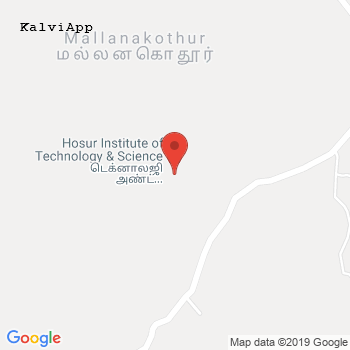 KalviApp
Mallanakothur
மல்லனகொதூர்
Hosur Institute of
Technology & Science
டெக்னாலஜி
அண்ட்...
Google
Map data ©2019 Google